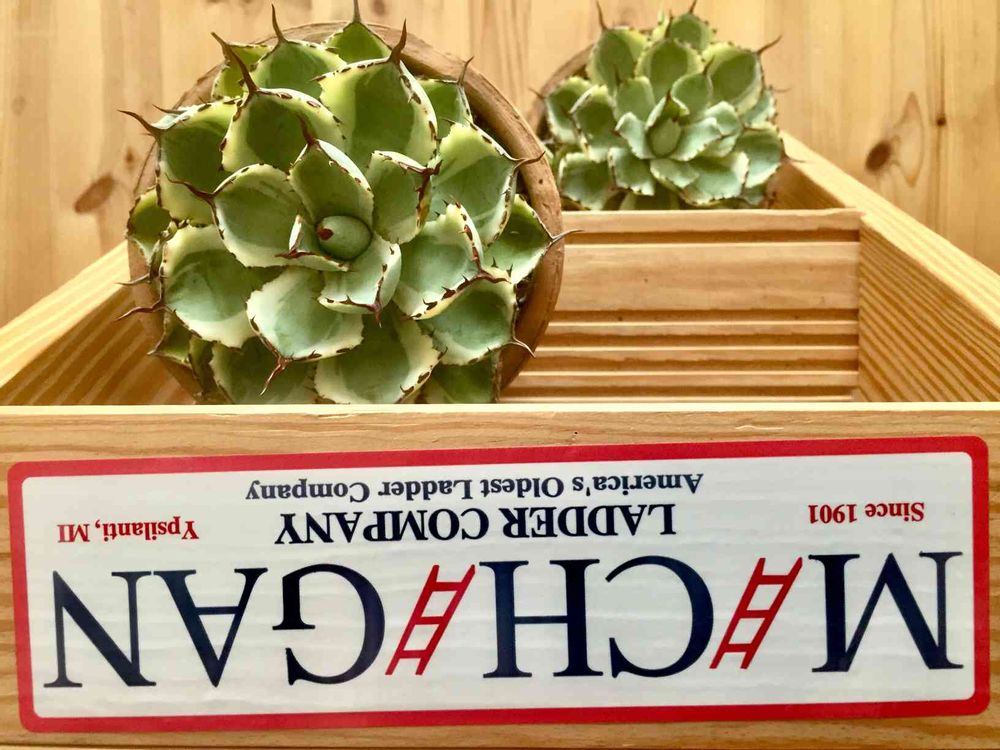 MICHIGAN
Since 1901
LADDER COMPANY
Ypsilanti, MI
America's Oldest Ladder Company